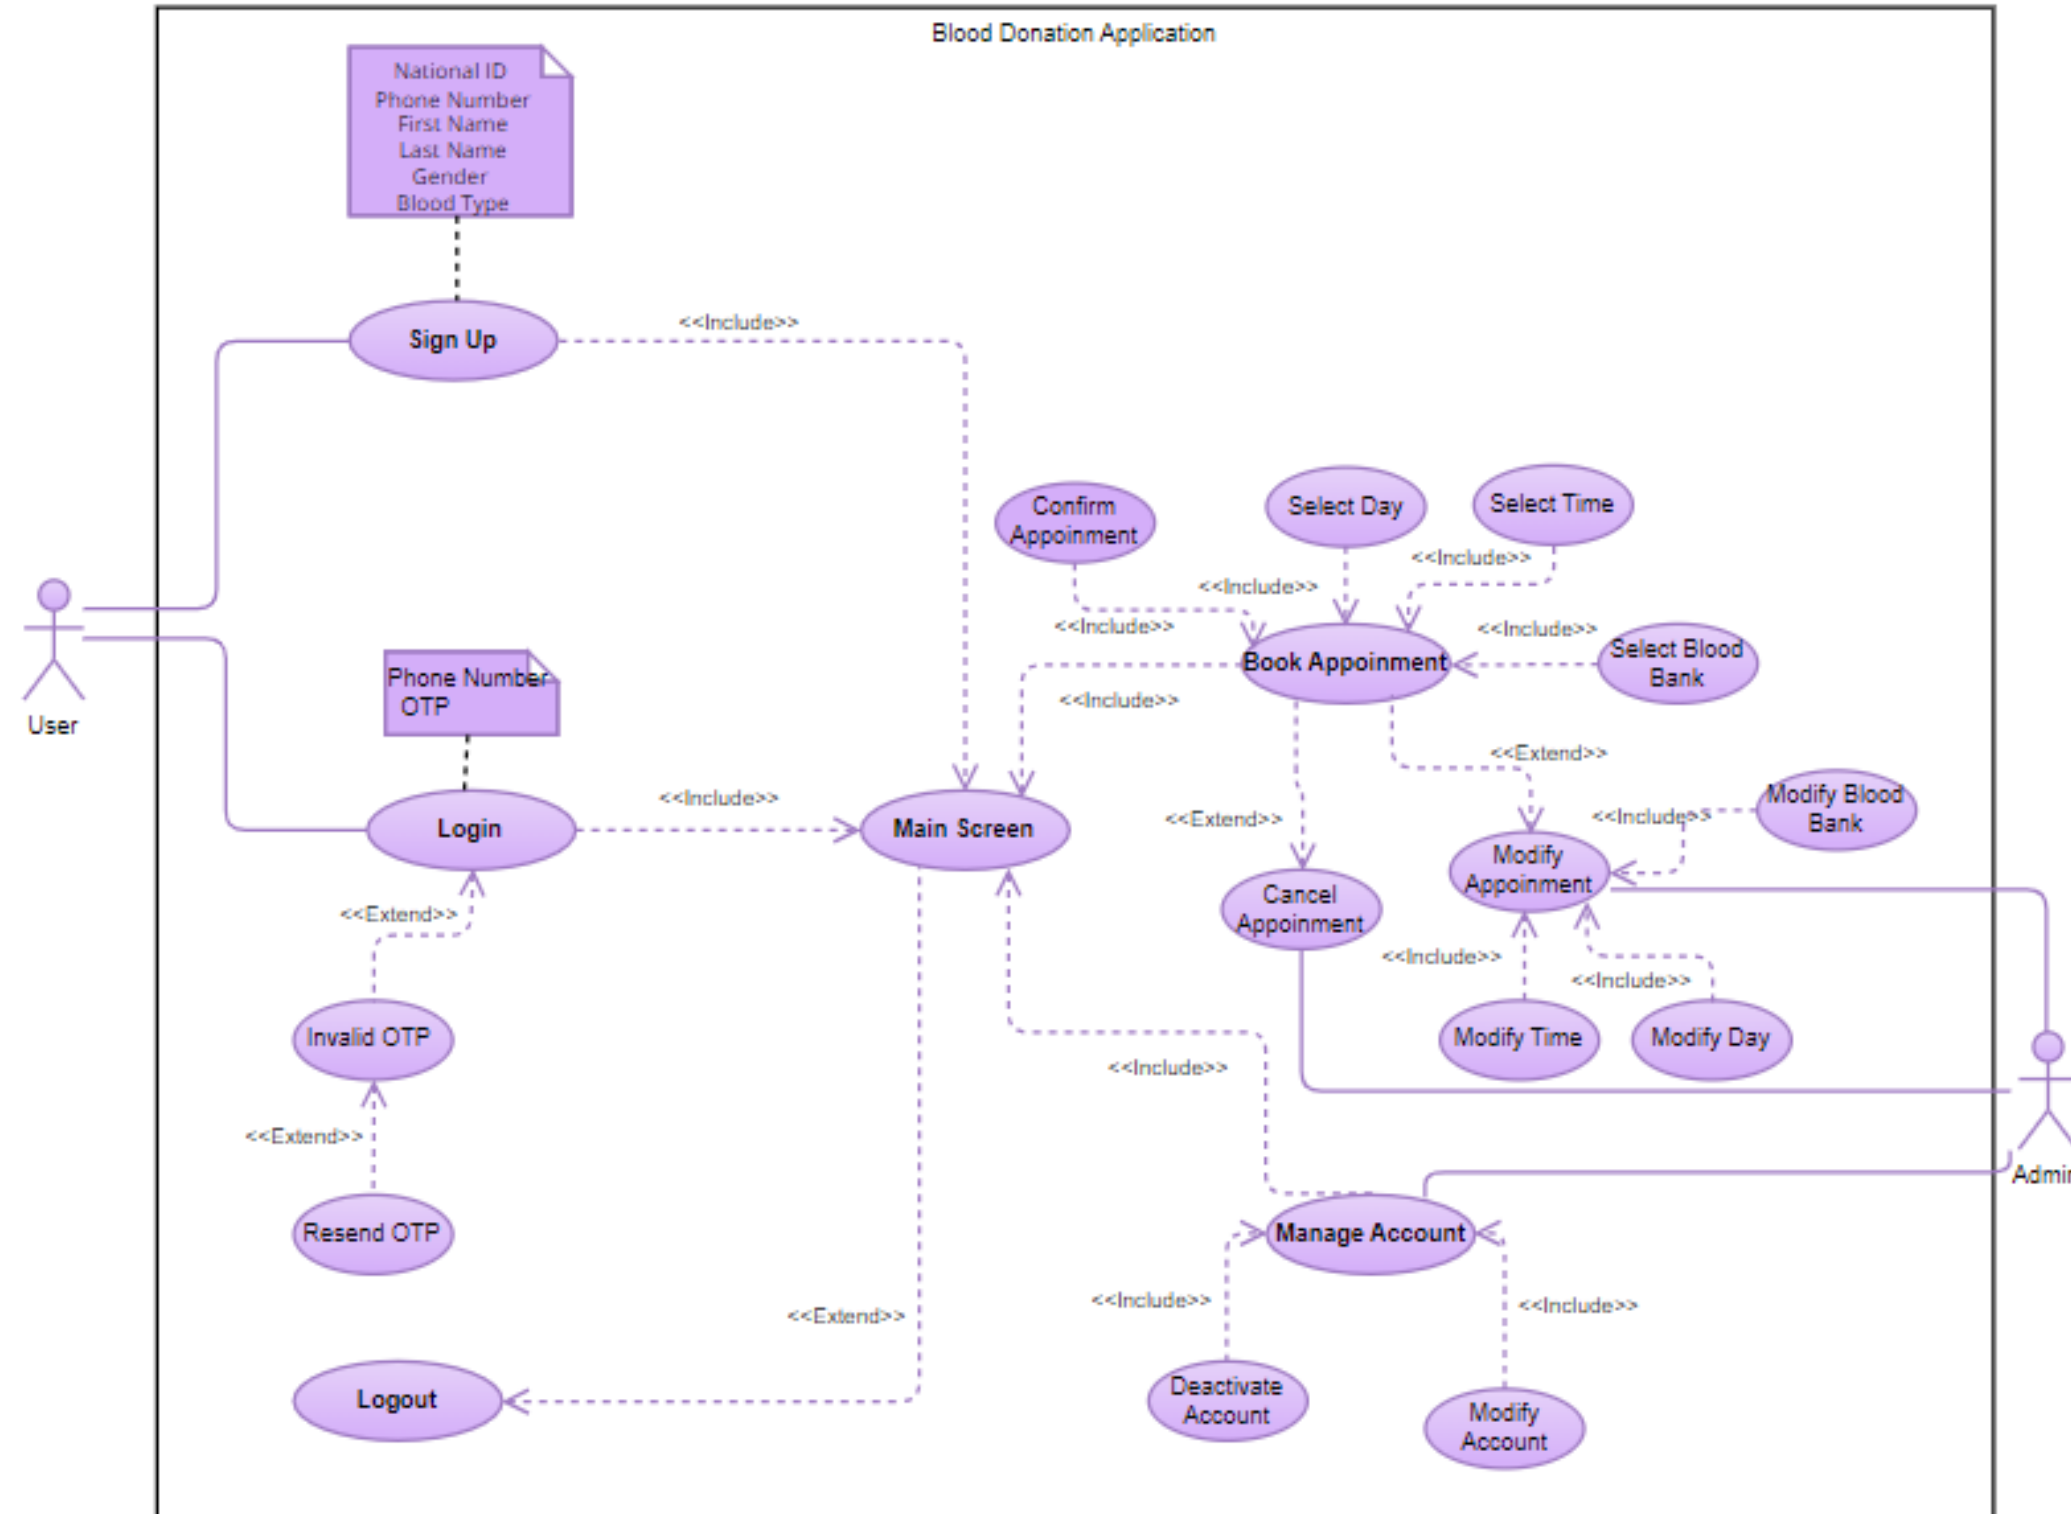 Blood Donation Application
National ID
Phone Number
First Name
Last Name
Gender
Blood Type
Sign Up
<<Include>>
Confirm
Appoinment
Select Day
Select Time
<<Include>>
<<Include>>
<<Include>>
<<Include>>
Book Appoinment
Select Blood
Bank
<<Include>>
User
Phone Number
OTP
Login
<<Include>>
Main Screen
<<Extend>>
<<Extend>>
Modify Blood
Bank
<<Include>>
Modify
Appoinment
Cancel
Appoinment
<<Extend>>
<<Include>>
<<Include>>
Invalid OTP
Modify Time
Modify Day
<<Include>>
<<Extend>>
Resend OTP
Manage Account
<<Extend>>
<<Include>>
<<Include>>
Logout
Deactivate
Account
Modify
Account